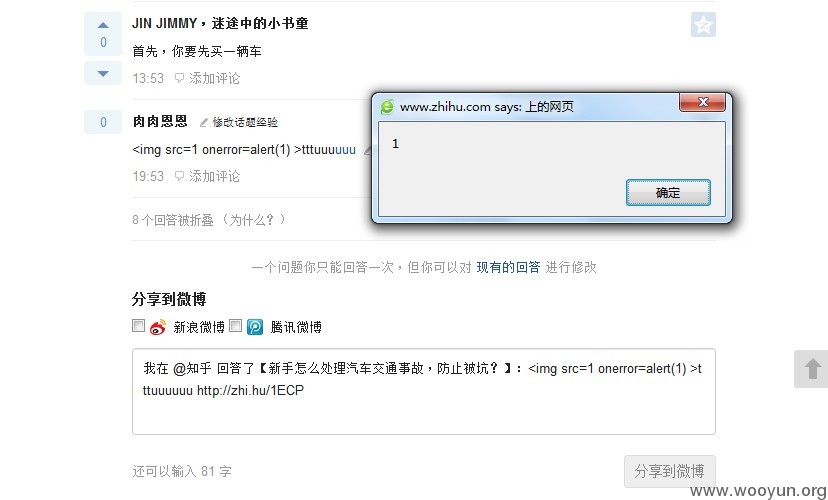 JIN JIMMY，迷途中的小书童
0
首先，你要先买一辆车
13:53 添加评论
0
肉肉恩恩 修改话题经验
<img src=1 onerror=alert(1) >tttuuuuuu
19:53 添加评论
8 个回答被折叠 （为什么？）
www.zhihu.com says: 上的网页
1
确定
一个问题你只能回答一次，但你可以对 现有的回答 进行修改
分享到微博
新浪微博 腾讯微博
我在 @知乎 回答了【新手怎么处理汽车交通事故，防止被坑？】：<img src=1 onerror=alert(1) >t
ttuuuuuu http://zhi.hu/1ECP
还可以输入 81 字
分享到微博
www.wooyun.org